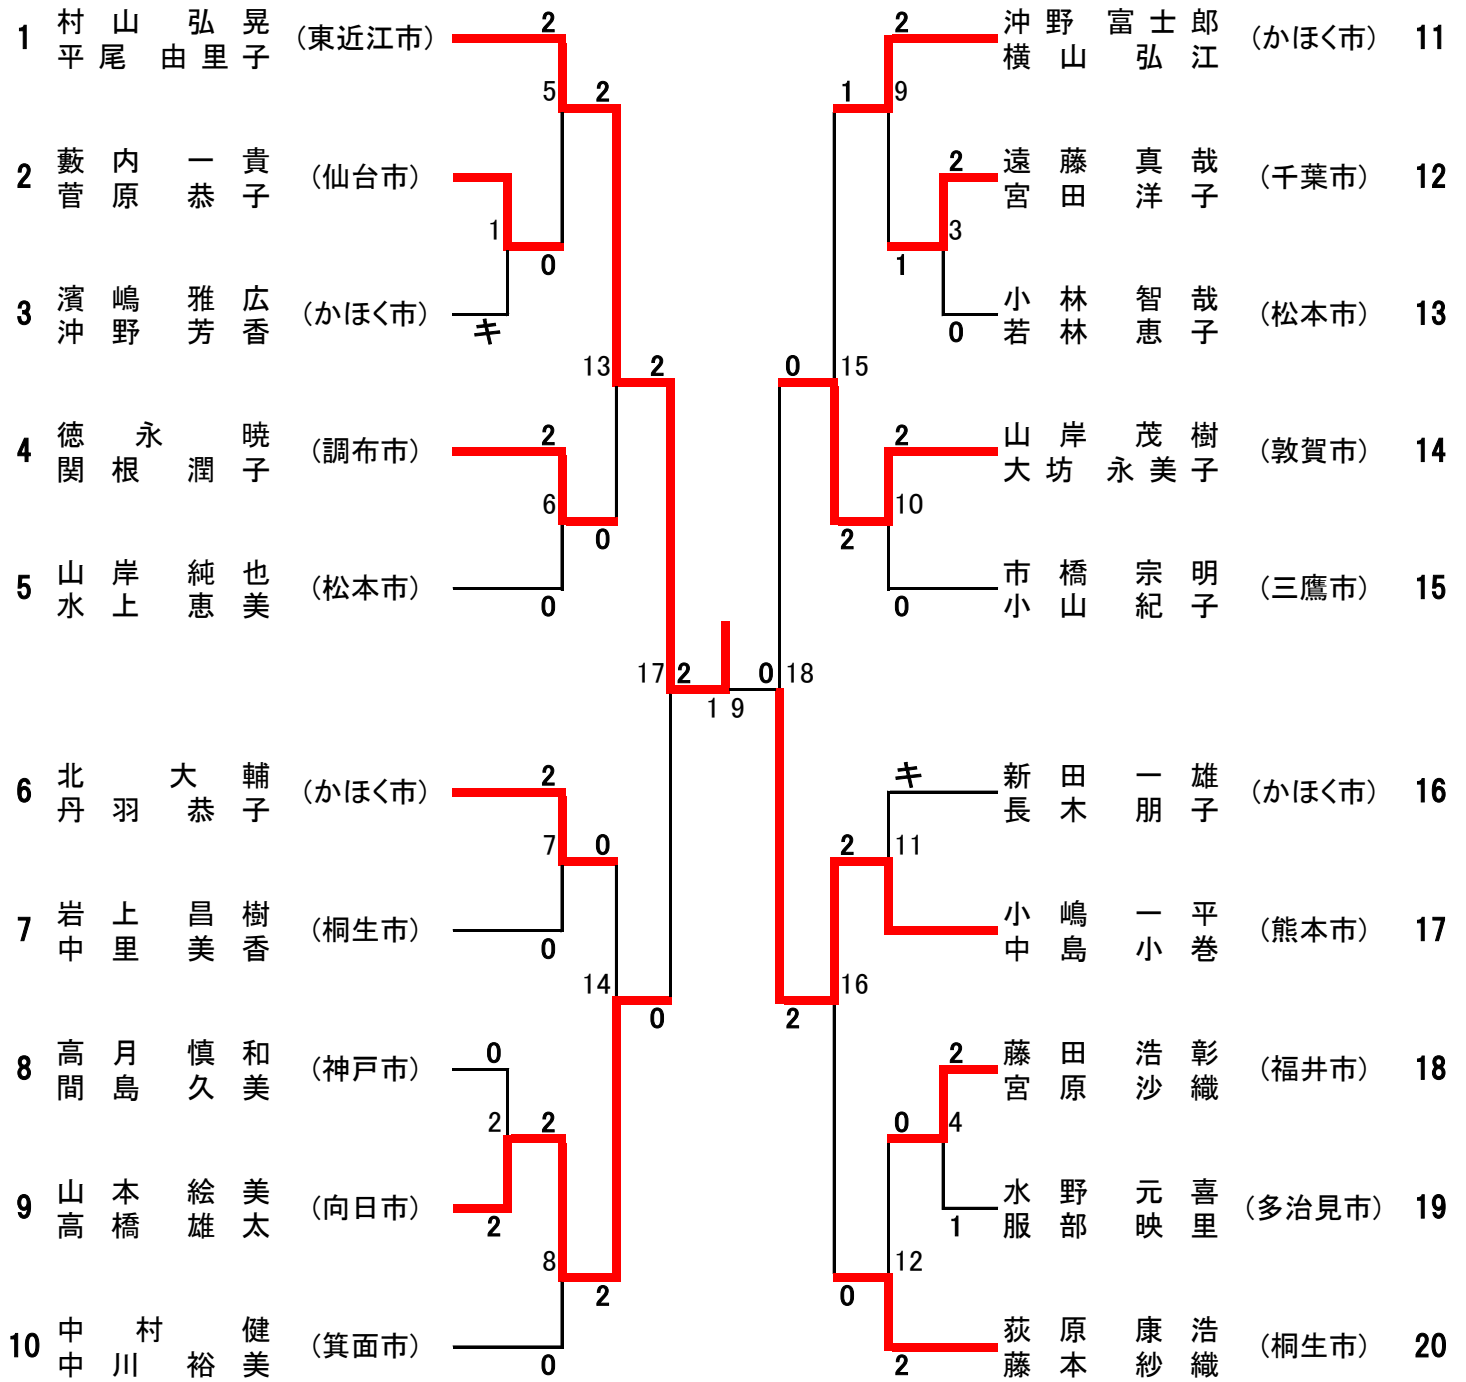 1 村山弘晃 (東近江市)
平尾由里子
2 藪内一貴 (仙台市)
菅原恭子
3 濱嶋雅広 (かほく市)
沖野芳香
4 徳永暁 (調布市)
関根潤子
5 山岸純也 (松本市)
水上恵美
6 北大輔 (かほく市)
丹羽恭子
7 岩上昌樹 (桐生市)
中里美香
8 高月慎和 (神戸市)
間島久美
9 山本絵美 (向日市)
高橋雄太
10 中村健 (箕面市)
中川裕美
2
5 2
1
0
キ
13 2
2
6
0
0
17 2
1 9
2
7 0
0
14
0
0
2 2
2
8
2
0
2
1 9
2
3
1
0
0 15
2
10
2
0
0 18
キ
2 11
16
2
2
0 4
1
12
0
2
沖野富士郎 (かほく市) 11
横山弘江
遠藤真哉 (千葉市) 12
宮田洋子
小林智哉 (松本市) 13
若林恵子
山岸茂樹 (敦賀市) 14
大坊永美子
市橋宗明 (三鷹市) 15
小山紀子
新田一雄 (かほく市) 16
長木朋子
小嶋一平 (熊本市) 17
中島小巻
藤田浩彰 (福井市) 18
宮原沙織
水野元喜 (多治見市) 19
服部映里
荻原康浩 (桐生市) 20
藤本紗織